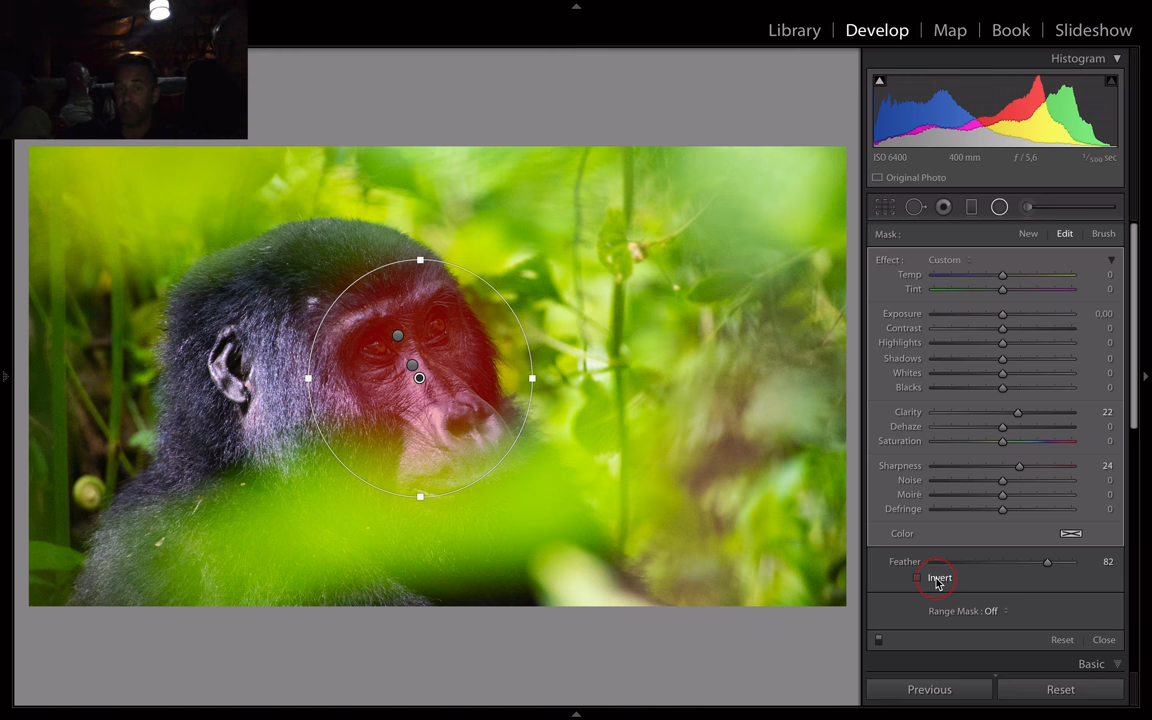 Library | Develop | Map | Book | Slideshow
Histogram
ISO 6400 400 mm ƒ / 5,6 1/500 sec
Original Photo
Mask : New Edit Brush
Effect : Custom
Temp 0
Tint 0
Exposure 0,00
Contrast 0
Highlights 0
Shadows 0
Whites 0
Blacks 0
Clarity 22
Dehaze 0
Saturation 0
Sharpness 24
Noise 0
Moiré 0
Defringe 0
Color
Feather 82
Invert
Range Mask : Off
Reset Close
Basic
Previous Reset